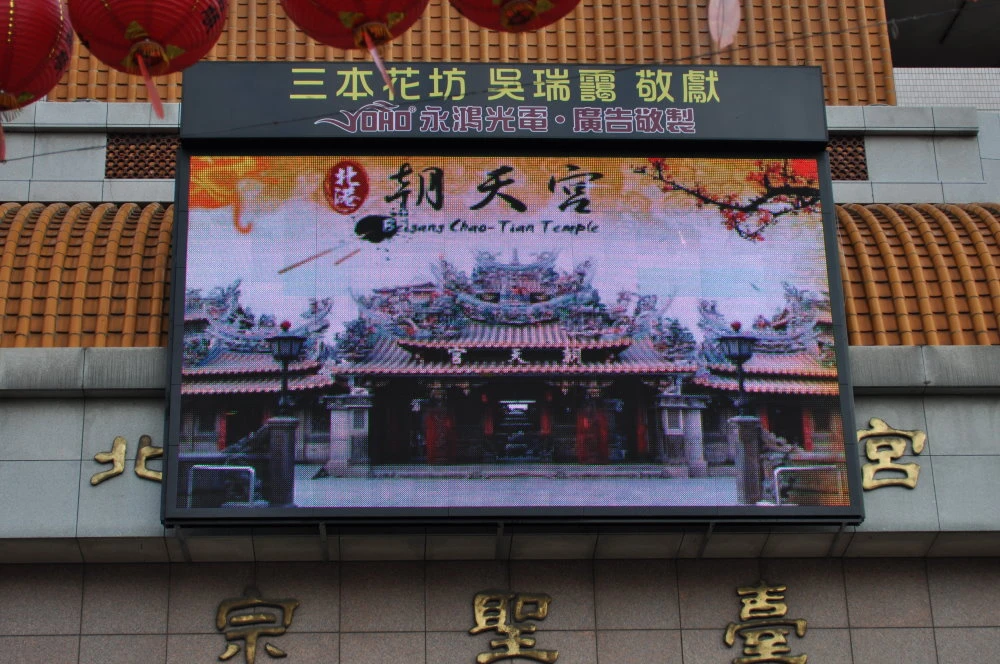 三本花坊 吳瑞靄 敬獻
YOHO® 永鴻光電·廣告敬製
北港 朝天宮
Beigang Chao-Tian Temple
宮天朝
北 宮
宗聖臺